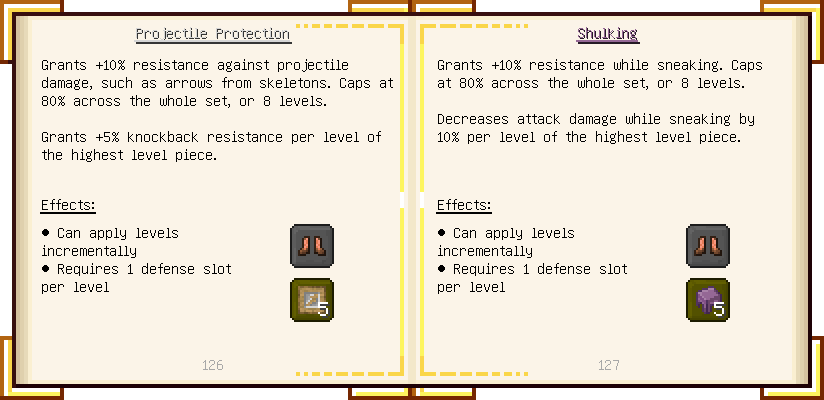 Projectile Protection
Grants +10% resistance against projectile
damage, such as arrows from skeletons. Caps at
80% across the whole set, or 8 levels.
Grants +5% knockback resistance per level of
the highest level piece.
Effects:
● Can apply levels
incrementally
● Requires 1 defense slot
per level
5
126
Shulking
Grants +10% resistance while sneaking. Caps
at 80% across the whole set, or 8 levels.
Decreases attack damage while sneaking by
10% per level of the highest level piece.
Effects:
● Can apply levels
incrementally
● Requires 1 defense slot
per level
5
127